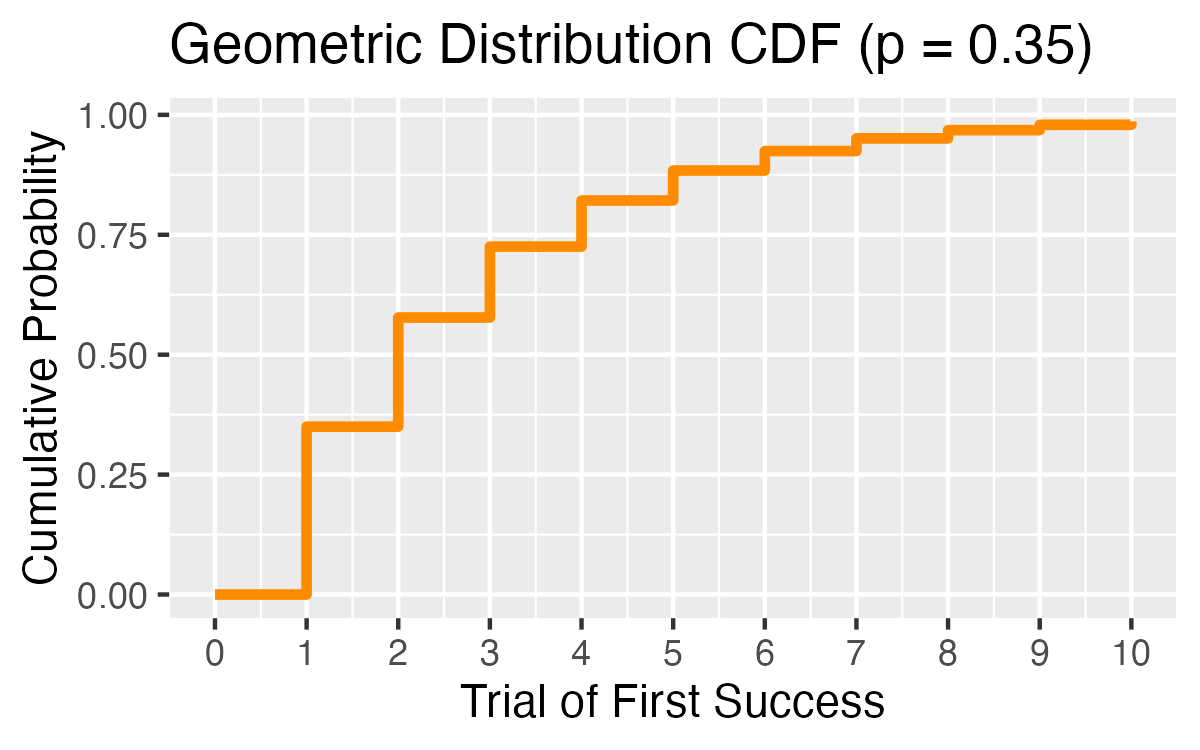 Geometric Distribution CDF (p = 0.35)
Cumulative Probability
1.00
0.75
0.50
0.25
0.00
0 1 2 3 4 5 6 7 8 9 10
Trial of First Success